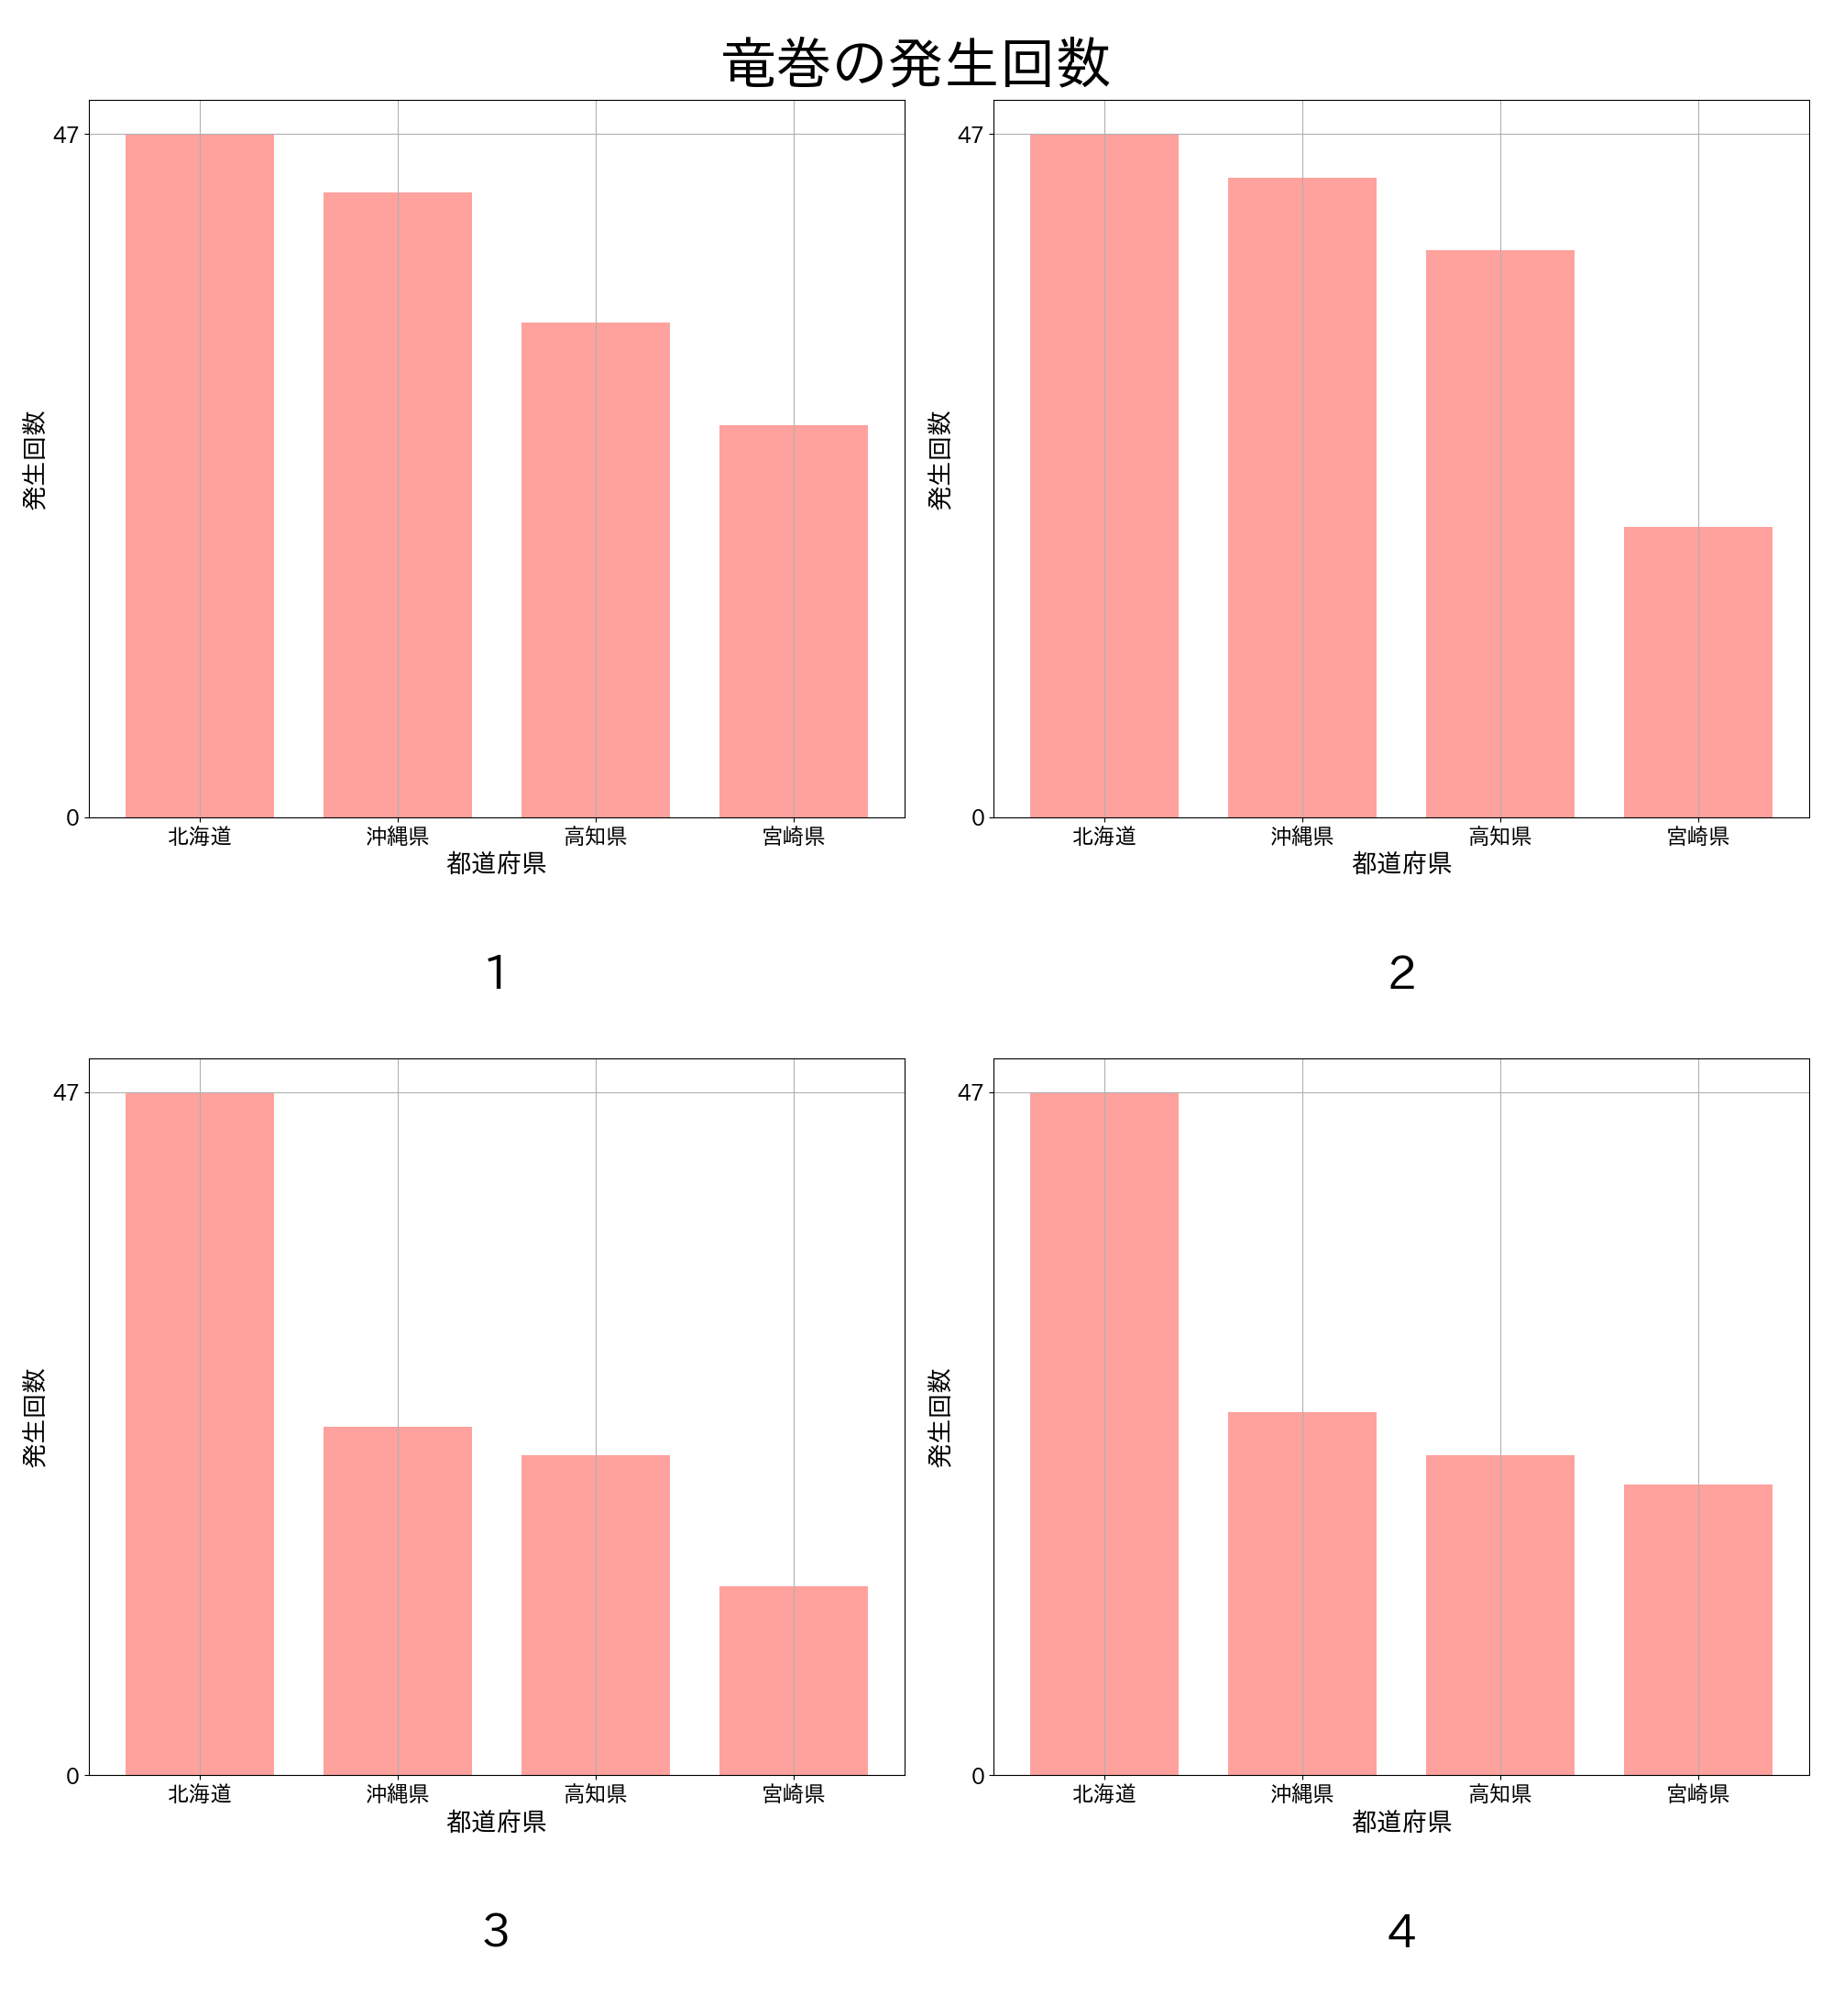 竜巻の発生回数
47
0
発生回数
北海道 沖縄県 高知県 宮崎県
都道府県
1
47
0
発生回数
北海道 沖縄県 高知県 宮崎県
都道府県
2
47
0
発生回数
北海道 沖縄県 高知県 宮崎県
都道府県
3
47
0
発生回数
北海道 沖縄県 高知県 宮崎県
都道府県
4